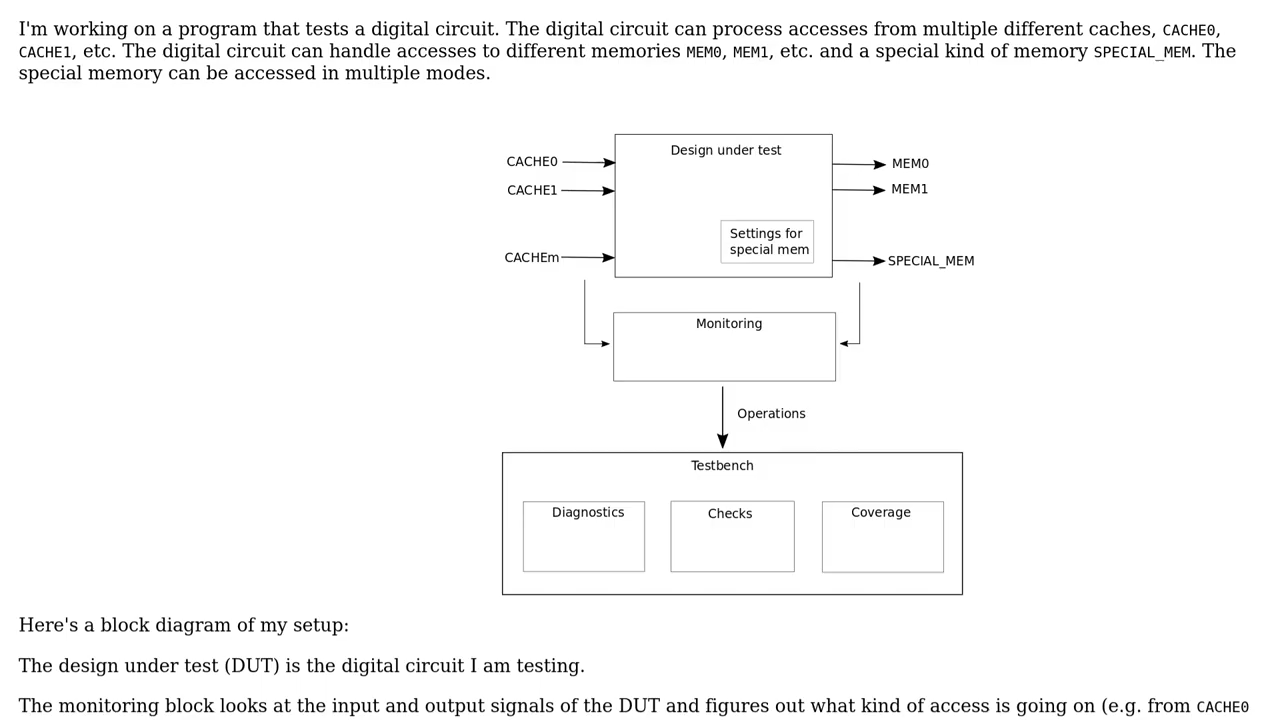 I'm working on a program that tests a digital circuit. The digital circuit can process accesses from multiple different caches, CACHE0,
CACHE1, etc. The digital circuit can handle accesses to different memories MEM0, MEM1, etc. and a special kind of memory SPECIAL_MEM. The
special memory can be accessed in multiple modes.
Design under test
CACHE0
MEM0
CACHE1
MEM1
Settings for
special mem
CACHEm
SPECIAL_MEM
Monitoring
Operations
Testbench
Diagnostics
Checks
Coverage
Here's a block diagram of my setup:
The design under test (DUT) is the digital circuit I am testing.
The monitoring block looks at the input and output signals of the DUT and figures out what kind of access is going on (e.g. from CACHE0